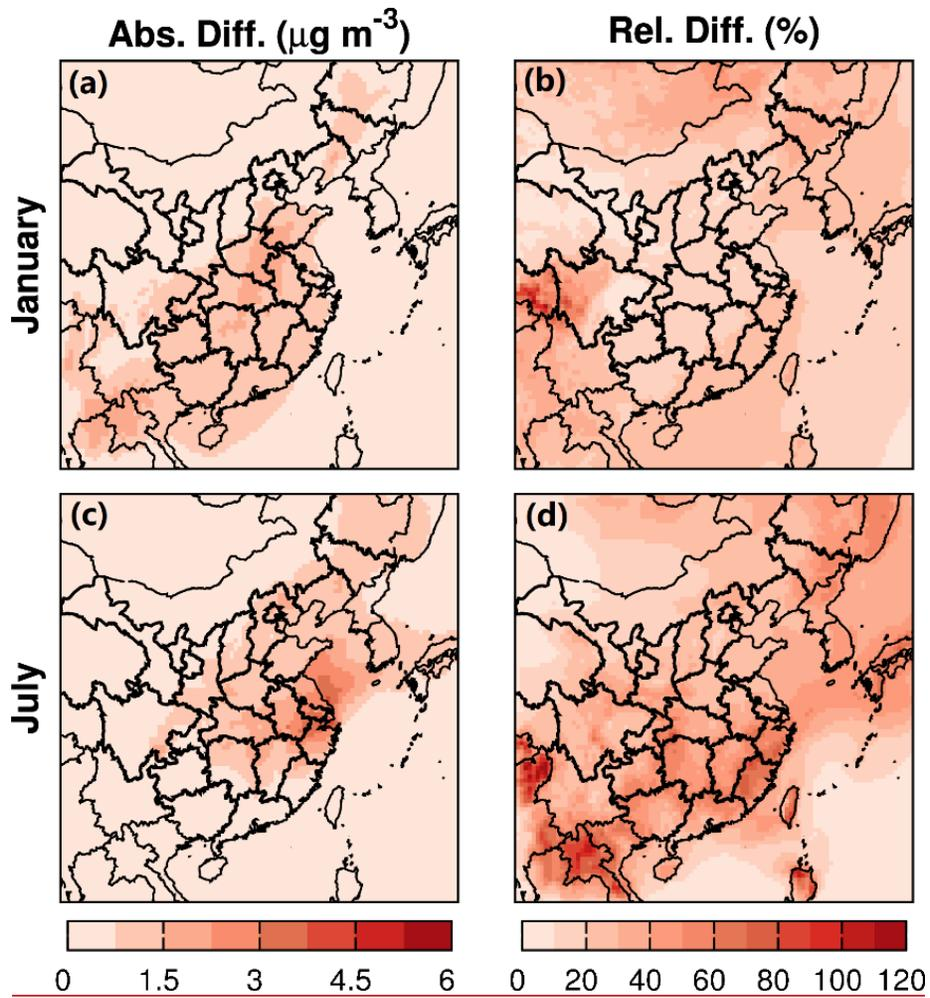 Abs. Diff. (μg m⁻³) Rel. Diff. (%)
(a) (b)
January
(c) (d)
July
0 1.5 3 4.5 6 0 20 40 60 80 100 120